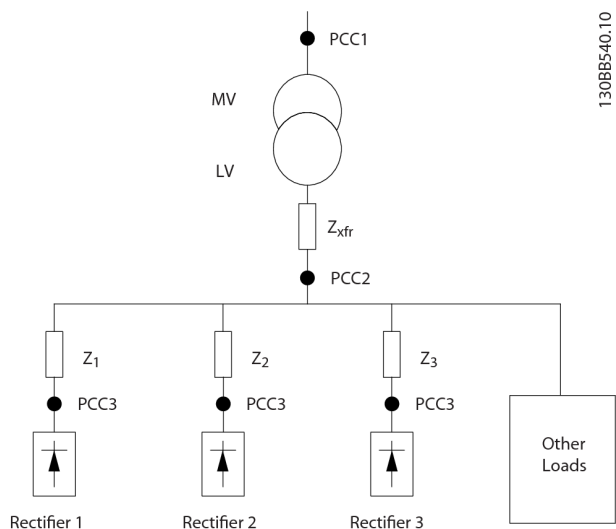 130BB540.10
PCC1
MV
LV
Zxfr
PCC2
Z1
Z2
Z3
PCC3
PCC3
PCC3
Other
Loads
Rectifier 1
Rectifier 2
Rectifier 3